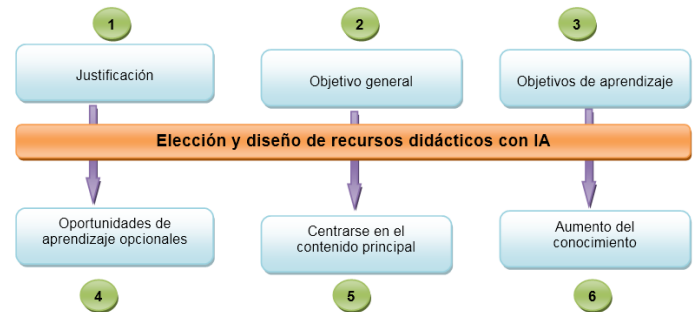 1
2
3
Justificación
Objetivo general
Objetivos de aprendizaje
Elección y diseño de recursos didácticos con IA
Oportunidades de
aprendizaje opcionales
Centrarse en el
contenido principal
Aumento del
conocimiento
4
5
6